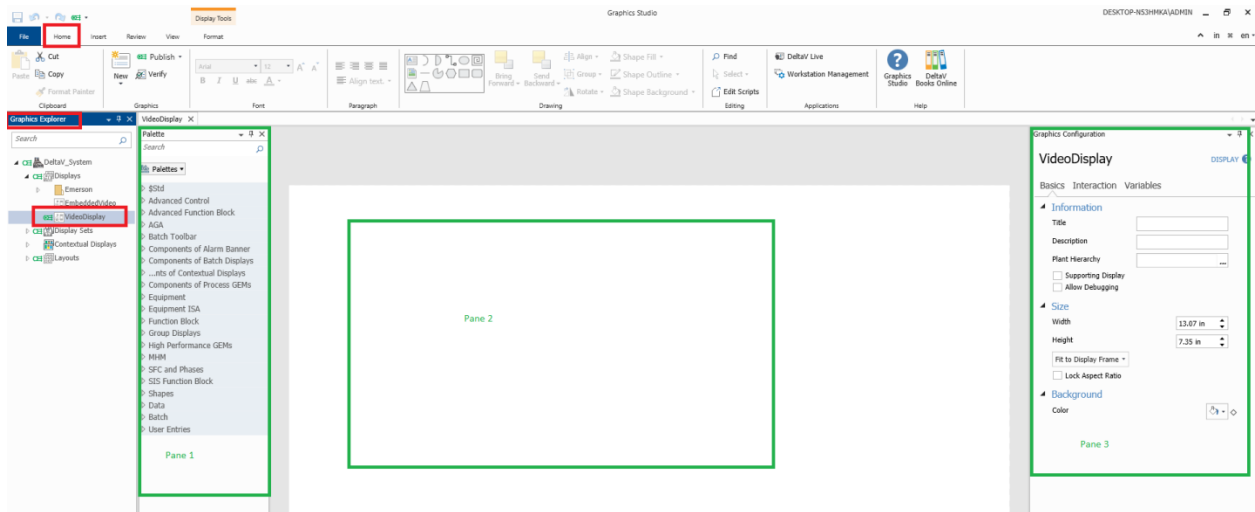 Display Tools
Graphics Studio
DESKTOP-NS3HMKA\ADMIN
File Home Insert Review View Format
in en
Cut
Copy
Paste
Format Painter
Clipboard
New
Publish
Verify
Graphics
Arial 12 A A
B I U abc A
Font
Align text.
Paragraph
Bring Forward
Send Backward
Align
Group
Rotate
Shape Fill
Shape Outline
Shape Background
Drawing
Find
Select
Edit Scripts
Editing
DeltaV Live
Workstation Management
Applications
Graphics Studio
DeltaV Books Online
Help
Graphics Explorer
Search
DeltaV_System
Displays
Emerson
EmbeddedVideo
VideoDisplay
Display Sets
Contextual Displays
Layouts
VideoDisplay
Palette
Search
Palettes
$Std
Advanced Control
Advanced Function Block
AGA
Batch Toolbar
Components of Alarm Banner
Components of Batch Displays
...nts of Contextual Displays
Components of Process GEMs
Equipment
Equipment ISA
Function Block
Group Displays
High Performance GEMs
MHM
SFC and Phases
SIS Function Block
Shapes
Data
Batch
User Entries
Pane 1
Pane 2
Graphics Configuration
VideoDisplay DISPLAY
Basics Interaction Variables
Information
Title
Description
Plant Hierarchy ...
Supporting Display
Allow Debugging
Size
Width 13.07 in
Height 7.35 in
Fit to Display Frame
Lock Aspect Ratio
Background
Color
Pane 3